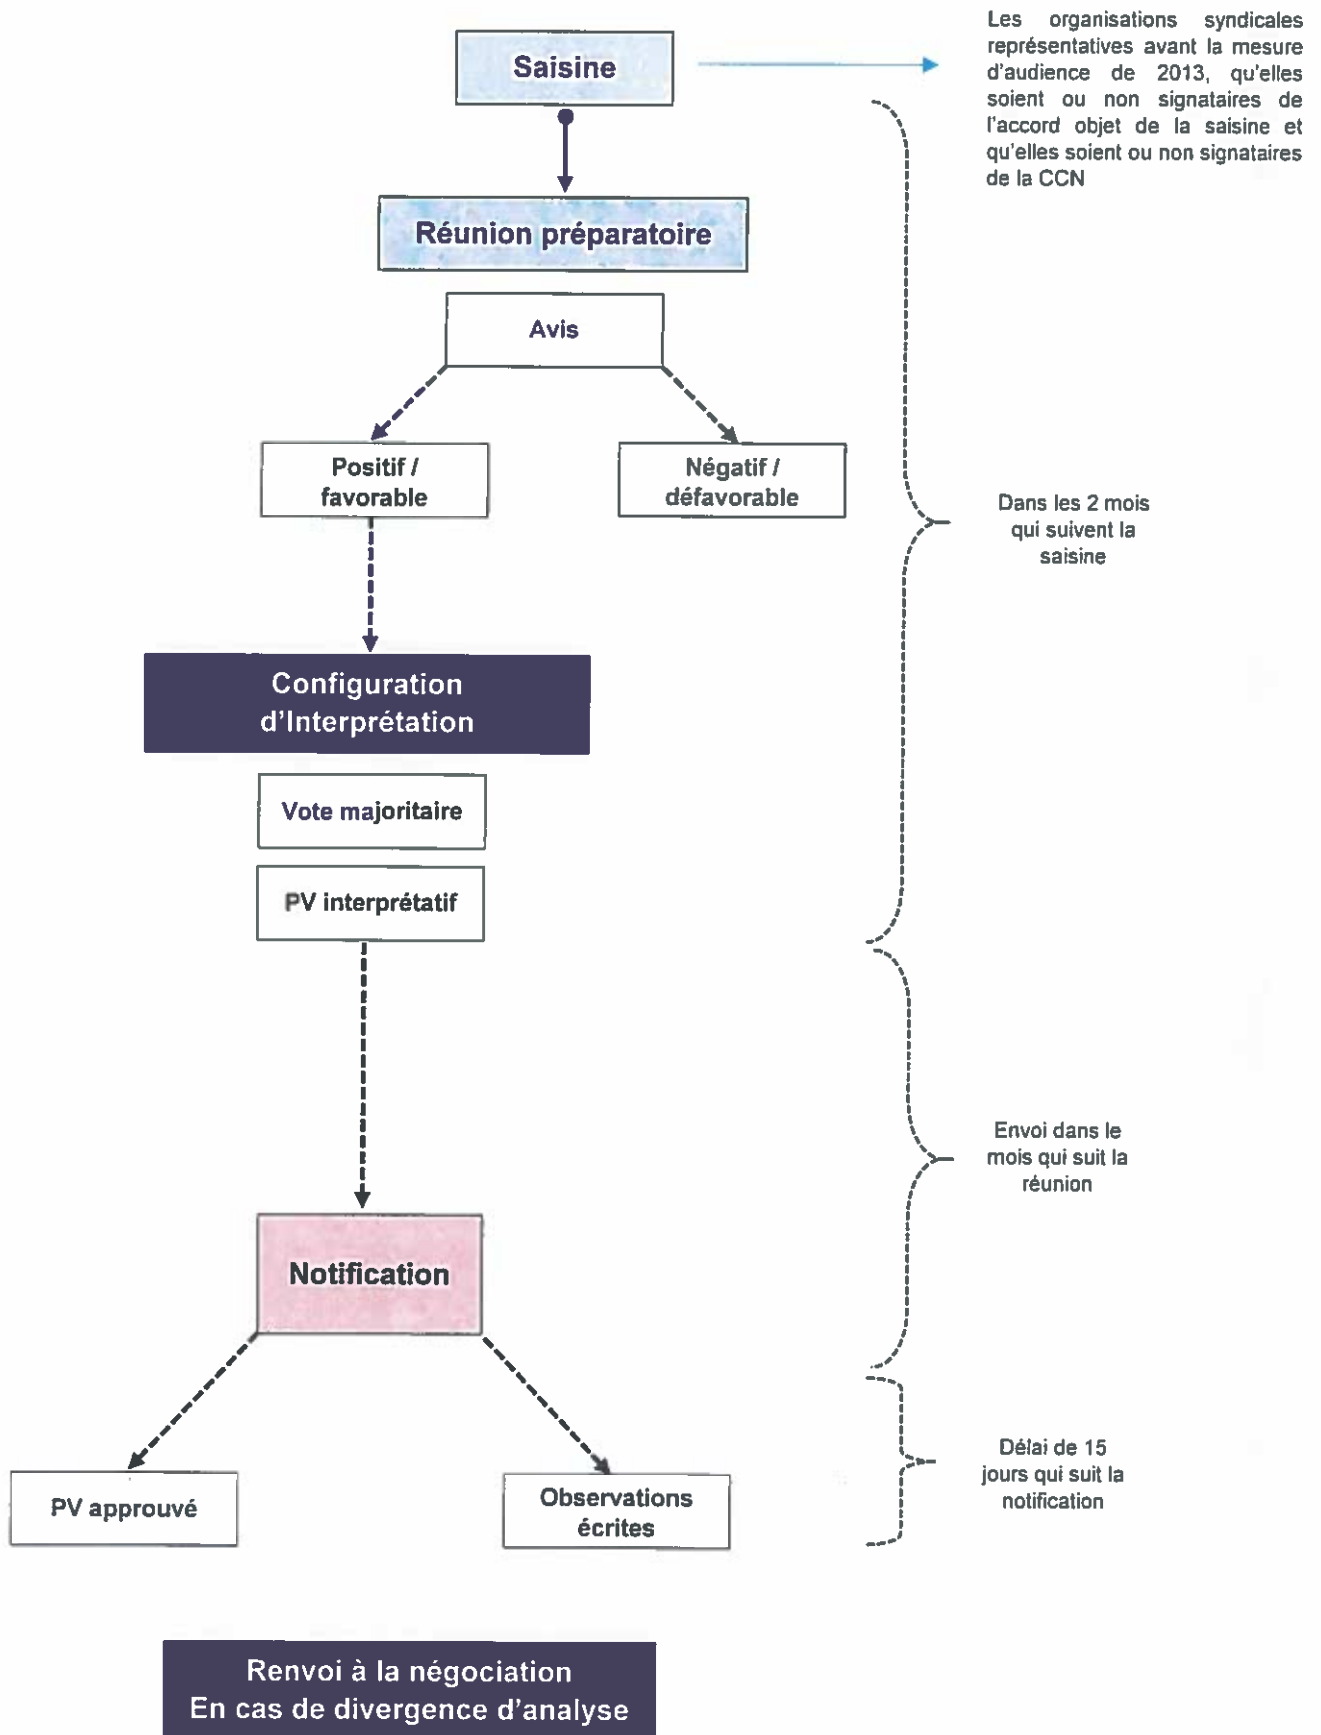 Saisine
Les organisations syndicales
représentatives avant la mesure
d'audience de 2013, qu'elles
soient ou non signataires de
l'accord objet de la saisine et
qu'elles soient ou non signataires
de la CCN
Réunion préparatoire
Avis
Positif /
favorable
Négatif /
défavorable
Dans les 2 mois
qui suivent la
saisine
Configuration
d'Interprétation
Vote majoritaire
PV interprétatif
Envoi dans le
mois qui suit la
réunion
Notification
Délai de 15
jours qui suit la
notification
PV approuvé
Observations
écrites
Renvoi à la négociation
En cas de divergence d'analyse